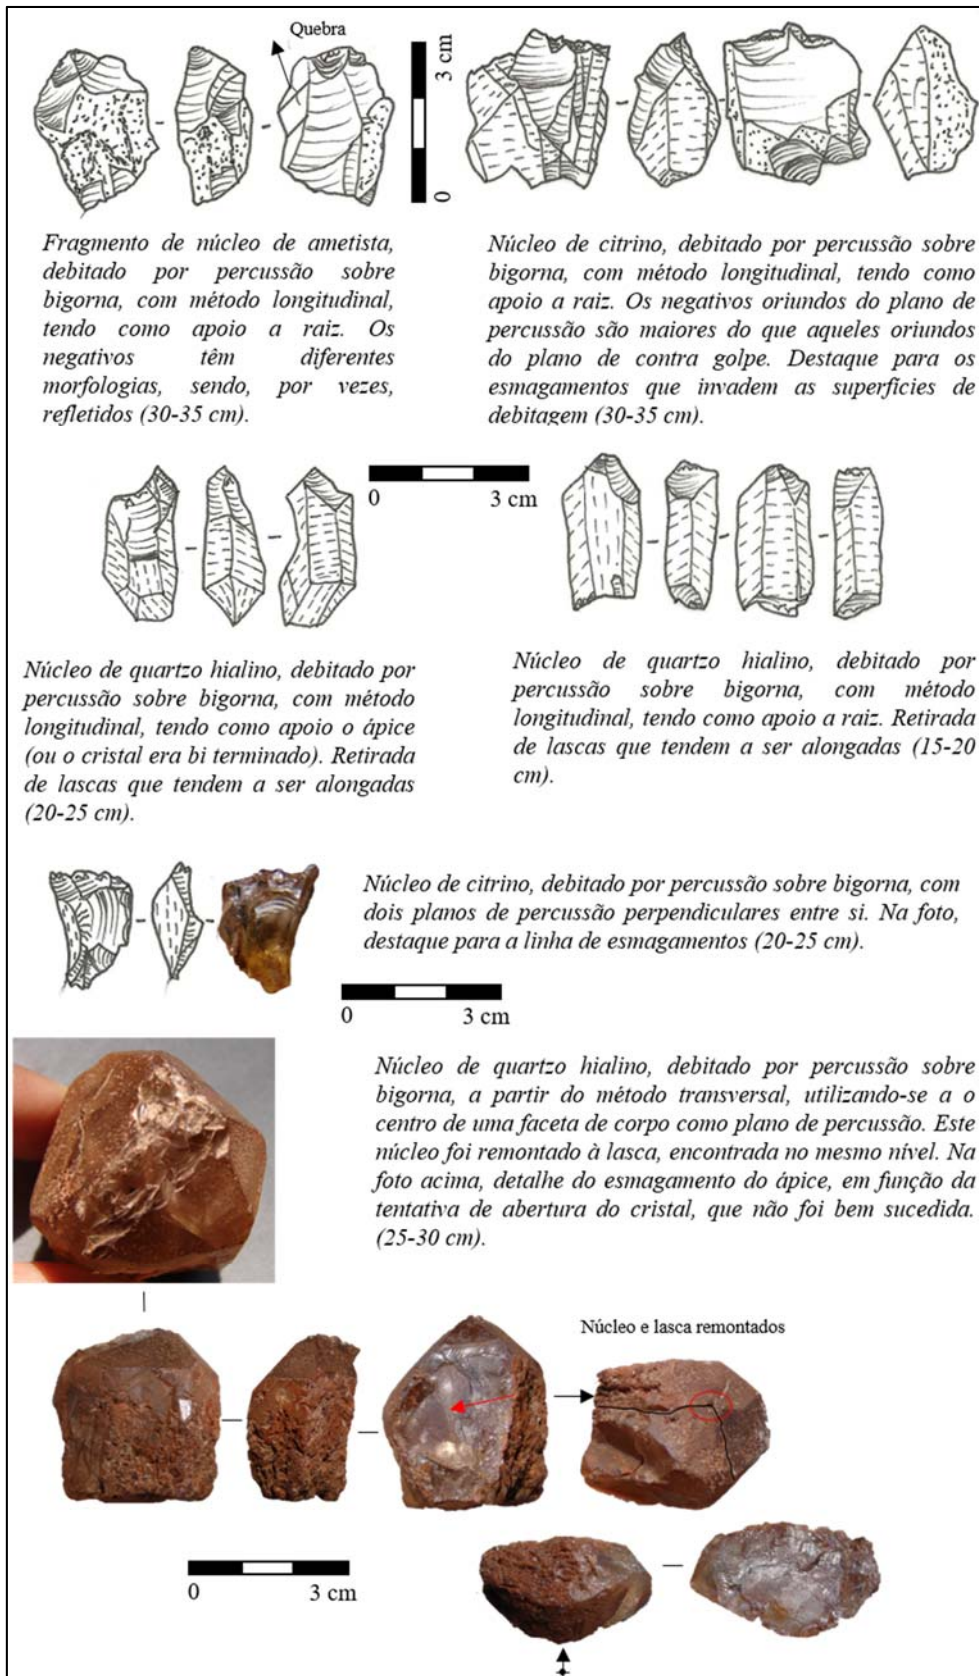 Quebra
3 cm
0
Fragmento de núcleo de ametista,
debitado por percussão sobre
bigorna, com método longitudinal,
tendo como apoio a raiz. Os
negativos têm diferentes
morfologias, sendo, por vezes,
refletidos (30-35 cm).
Núcleo de citrino, debitado por percussão sobre
bigorna, com método longitudinal, tendo como
apoio a raiz. Os negativos oriundos do plano de
percussão são maiores do que aqueles oriundos
do plano de contra golpe. Destaque para os
esmagamentos que invadem as superfícies de
debitagem (30-35 cm).
0 3 cm
Núcleo de quartzo hialino, debitado por
percussão sobre bigorna, com método
longitudinal, tendo como apoio o ápice
(ou o cristal era bi terminado). Retirada
de lascas que tendem a ser alongadas
(20-25 cm).
Núcleo de quartzo hialino, debitado por
percussão sobre bigorna, com método
longitudinal, tendo como apoio a raiz. Retirada
de lascas que tendem a ser alongadas (15-20
cm).
Núcleo de citrino, debitado por percussão sobre bigorna, com
dois planos de percussão perpendiculares entre si. Na foto,
destaque para a linha de esmagamentos (20-25 cm).
0 3 cm
Núcleo de quartzo hialino, debitado por percussão sobre
bigorna, a partir do método transversal, utilizando-se a o
centro de uma faceta de corpo como plano de percussão. Este
núcleo foi remontado à lasca, encontrada no mesmo nível. Na
foto acima, detalhe do esmagamento do ápice, em função da
tentativa de abertura do cristal, que não foi bem sucedida.
(25-30 cm).
Núcleo e lasca remontados
0 3 cm